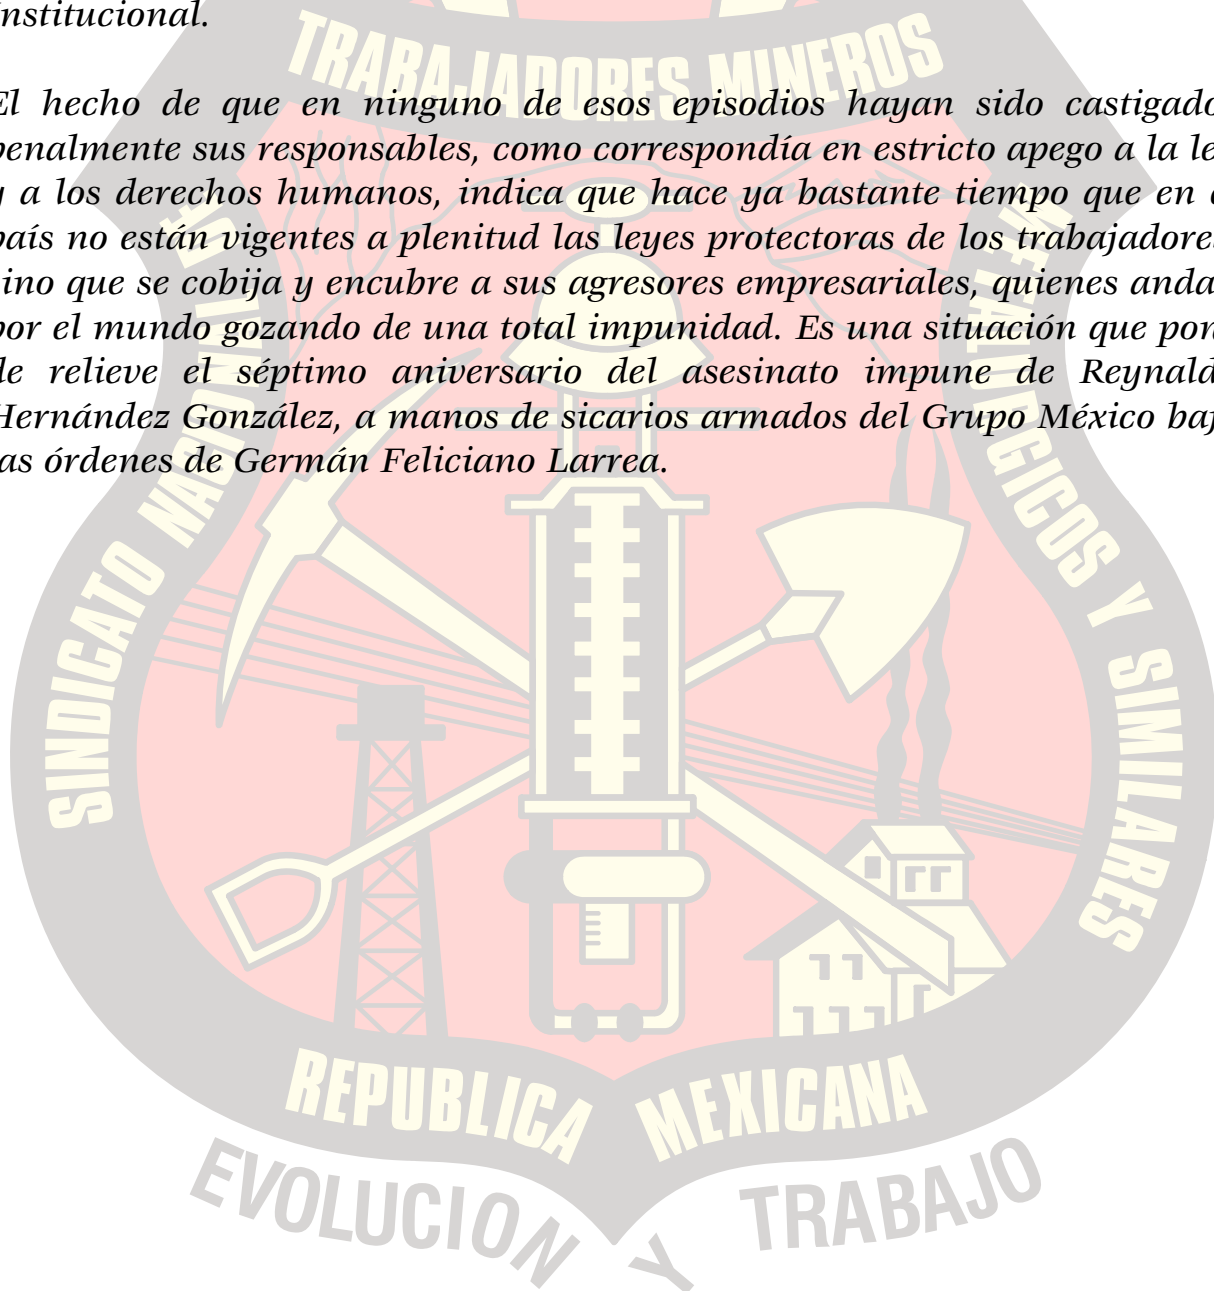 institucional.
El hecho de que en ninguno de esos episodios hayan sido castigado
penalmente sus responsables, como correspondía en estricto apego a la le
y a los derechos humanos, indica que hace ya bastante tiempo que en e
país no están vigentes a plenitud las leyes protectoras de los trabajadores
ino que se cobija y encubre a sus agresores empresariales, quienes anda
por el mundo gozando de una total impunidad. Es una situación que pon
de relieve el séptimo aniversario del asesinato impune de Reynald
Hernández González, a manos de sicarios armados del Grupo México baj
las órdenes de Germán Feliciano Larrea.
SINDICATO NACIONAL DE
TRABAJADORES MINEROS
METALURGICOS Y SIMILARES
REPUBLICA MEXICANA
EVOLUCION Y TRABAJO